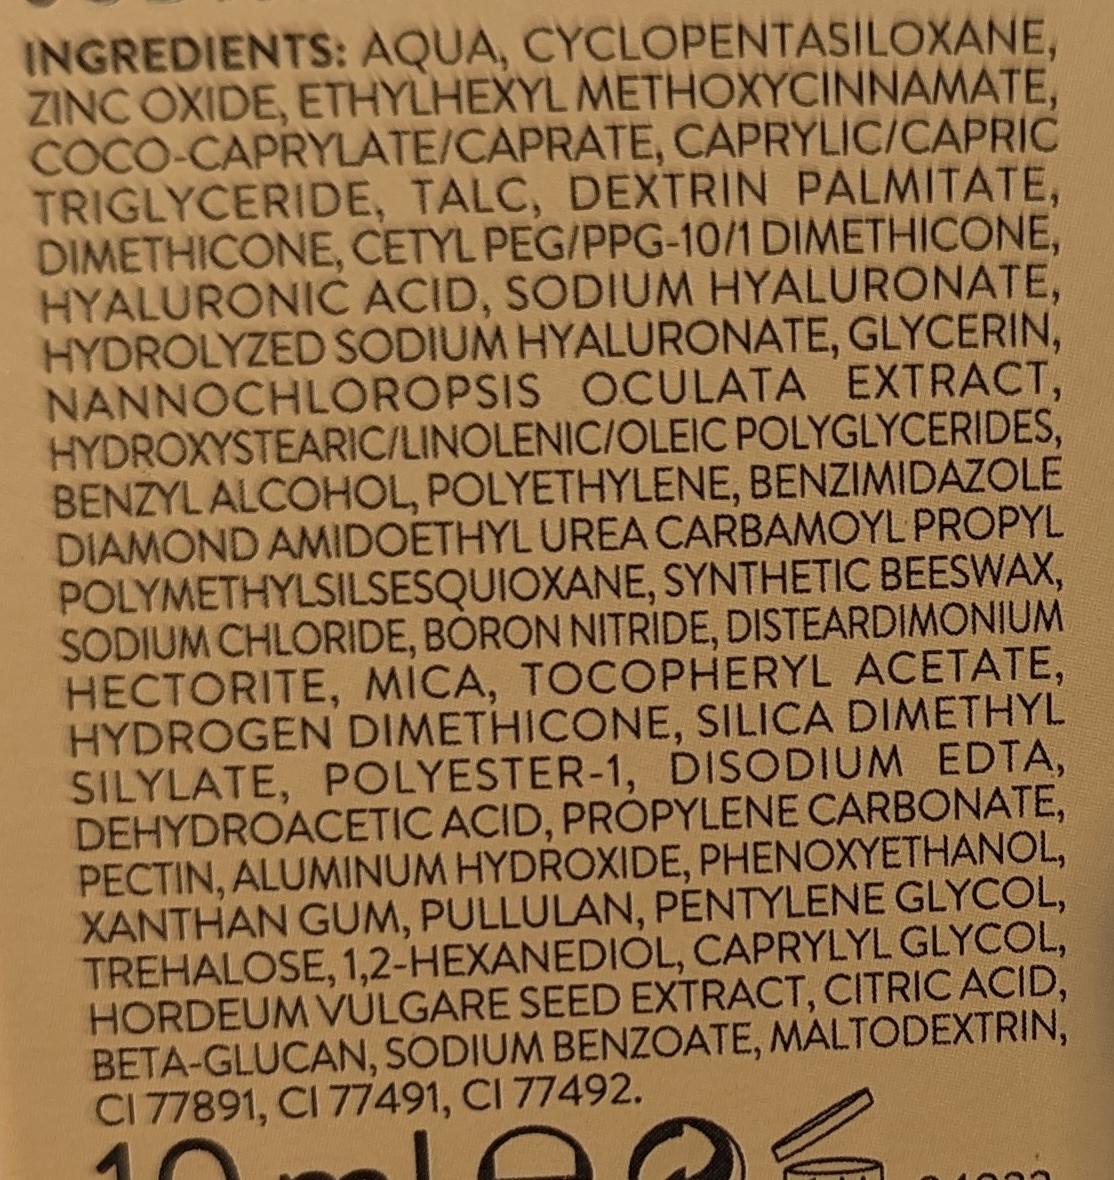 INGREDIENTS: AQUA, CYCLOPENTASILOXANE,
ZINC OXIDE, ETHYLHEXYL METHOXYCINNAMATE,
COCO-CAPRYLATE/CAPRATE, CAPRYLIC/CAPRIC
TRIGLYCERIDE, TALC, DEXTRIN PALMITATE,
DIMETHICONE, CETYL PEG/PPG-10/1 DIMETHICONE,
HYALURONIC ACID, SODIUM HYALURONATE,
HYDROLYZED SODIUM HYALURONATE, GLYCERIN,
NANNOCHLOROPSIS OCULATA EXTRACT,
HYDROXYSTEARIC/LINOLENIC/OLEIC POLYGLYCERIDES,
BENZYL ALCOHOL, POLYETHYLENE, BENZIMIDAZOLE
DIAMOND AMIDOETHYL UREA CARBAMOYL PROPYL
POLYMETHYLSILSESQUIOXANE, SYNTHETIC BEESWAX,
SODIUM CHLORIDE, BORON NITRIDE, DISTEARDIMONIUM
HECTORITE, MICA, TOCOPHERYL ACETATE,
HYDROGEN DIMETHICONE, SILICA DIMETHYL
SILYLATE, POLYESTER-1, DISODIUM EDTA,
DEHYDROACETIC ACID, PROPYLENE CARBONATE,
PECTIN, ALUMINUM HYDROXIDE, PHENOXYETHANOL,
XANTHAN GUM, PULLULAN, PENTYLENE GLYCOL,
TREHALOSE, 1,2-HEXANEDIOL, CAPRYLYL GLYCOL,
HORDEUM VULGARE SEED EXTRACT, CITRIC ACID,
BETA-GLUCAN, SODIUM BENZOATE, MALTODEXTRIN,
CI 77891, CI 77491, CI 77492.
10 ml